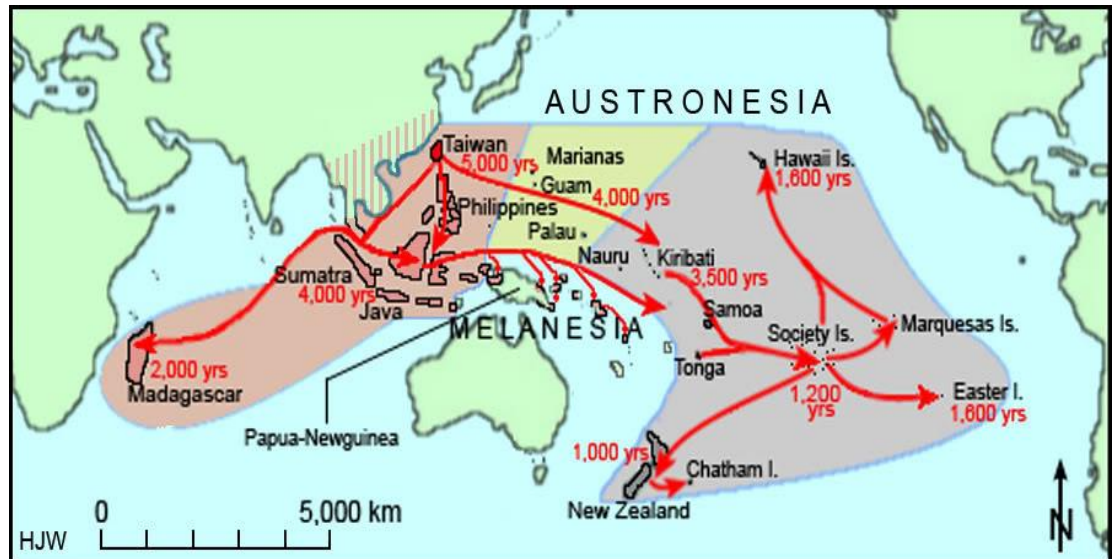 AUSTRONESIA
Taiwan
5,000 yrs
Marianas
Guam
4,000 yrs
Philippines
Palau
Hawaii Is.
1,600 yrs
Nauru
Kiribati
3,500 yrs
Sumatra
4,000 yrs
Java
MELANESIA
Samoa
Society Is.
Marquesas Is.
Tonga
2,000 yrs
Madagascar
1,200
yrs
Easter I.
1,600 yrs
Papua-Newguinea
1,000 yrs
Chatham I.
New Zealand
0
5,000 km
HJW
N